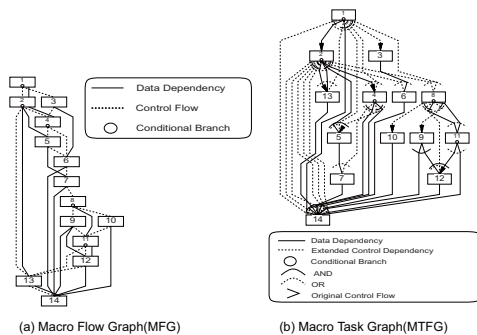 1
2
3
4
5
6
7
8
9
10
11
12
13
14
Data Dependency
Control Flow
Conditional Branch
(a) Macro Flow Graph(MFG)
1
2
3
13
4
6
8
5
10
9
11
7
12
14
Data Dependency
Extended Control Dependency
Conditional Branch
AND
OR
Original Control Flow
(b) Macro Task Graph(MTFG)